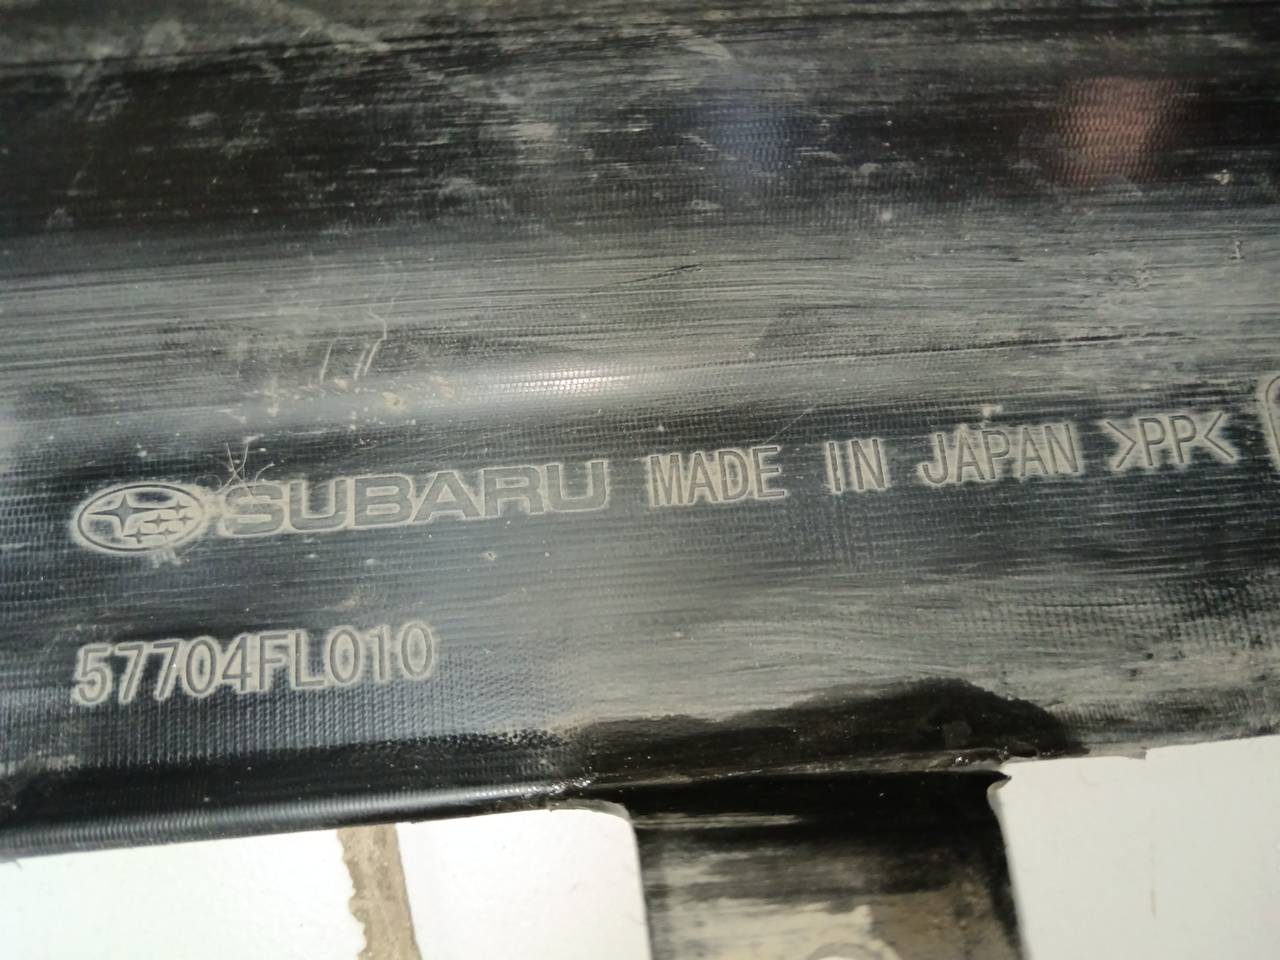 SUBARU MADE IN JAPAN >PP<
57704FL010